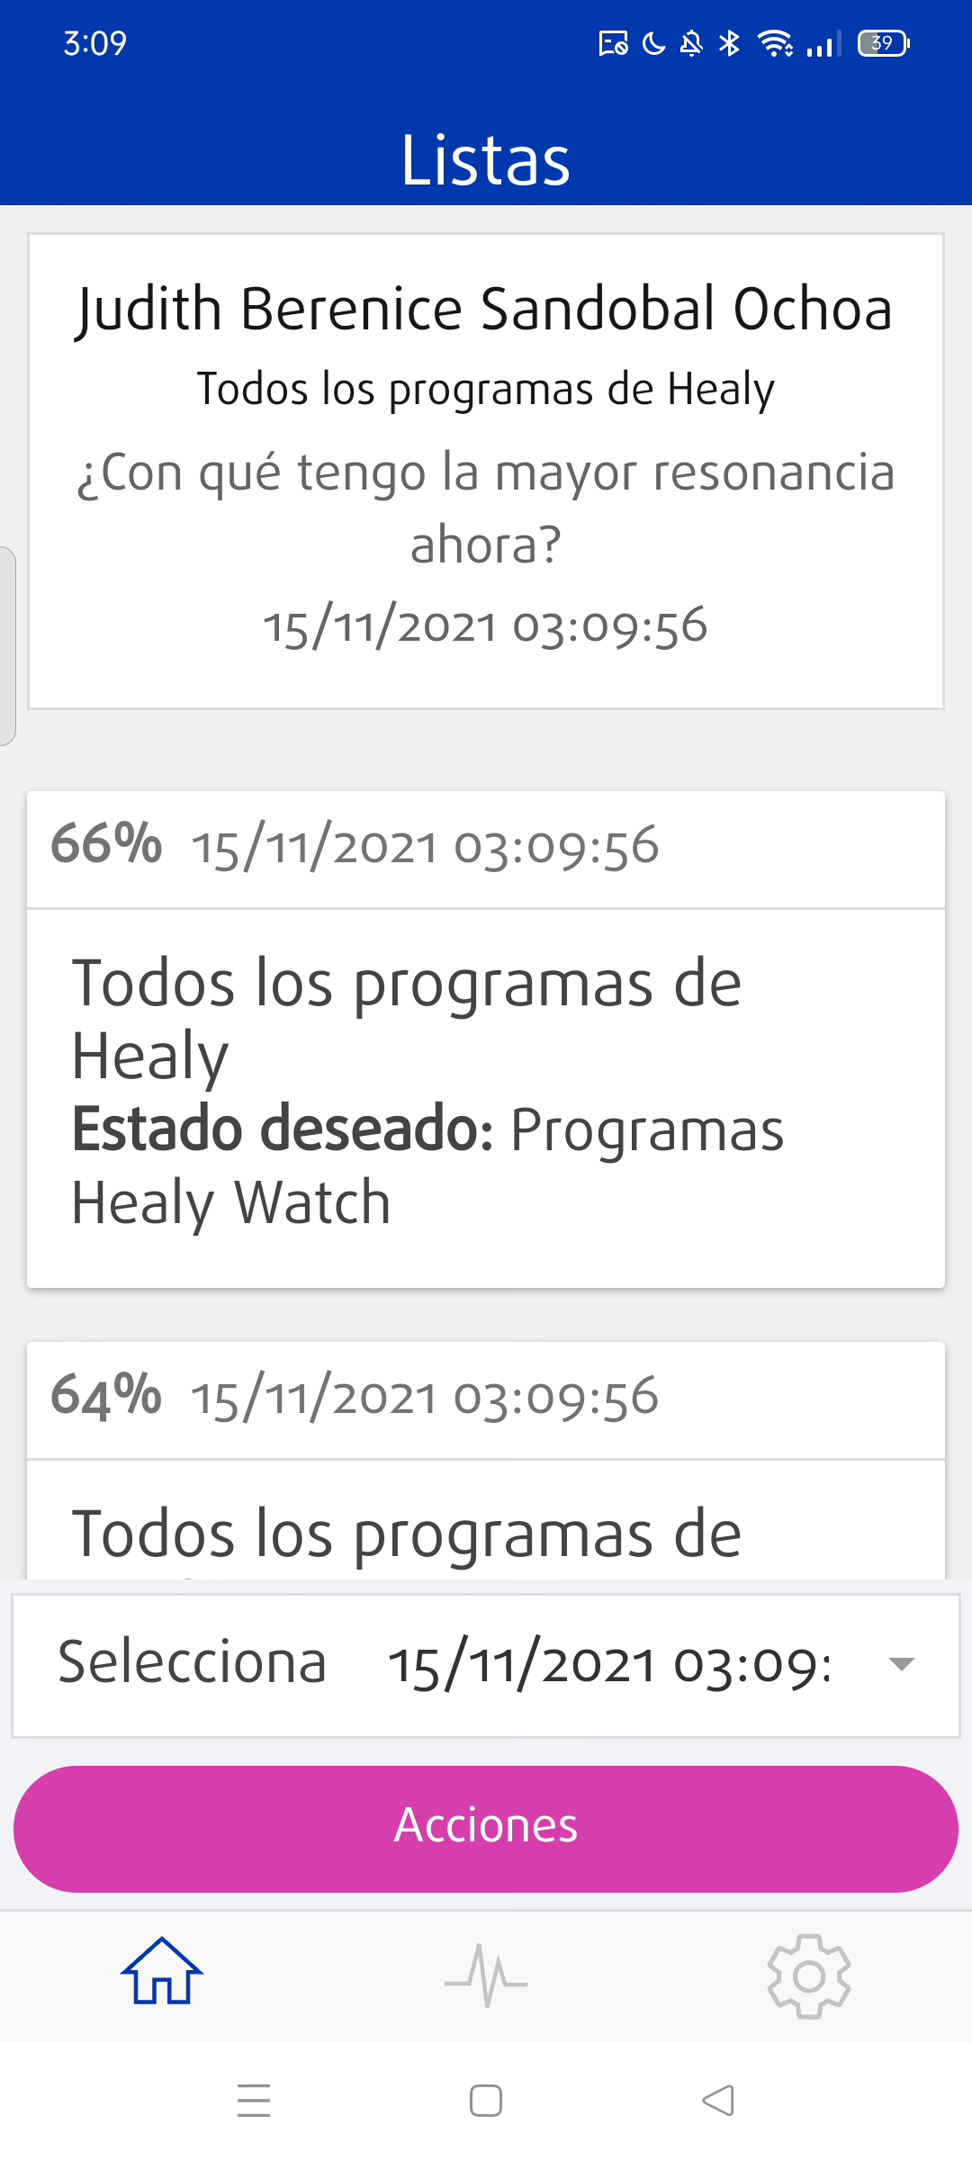 3:09
39
Listas
Judith Berenice Sandobal Ochoa
Todos los programas de Healy
¿Con qué tengo la mayor resonancia
ahora?
15/11/2021 03:09:56
66% 15/11/2021 03:09:56
Todos los programas de
Healy
Estado deseado: Programas
Healy Watch
64% 15/11/2021 03:09:56
Todos los programas de
Selecciona 15/11/2021 03:09:
Acciones